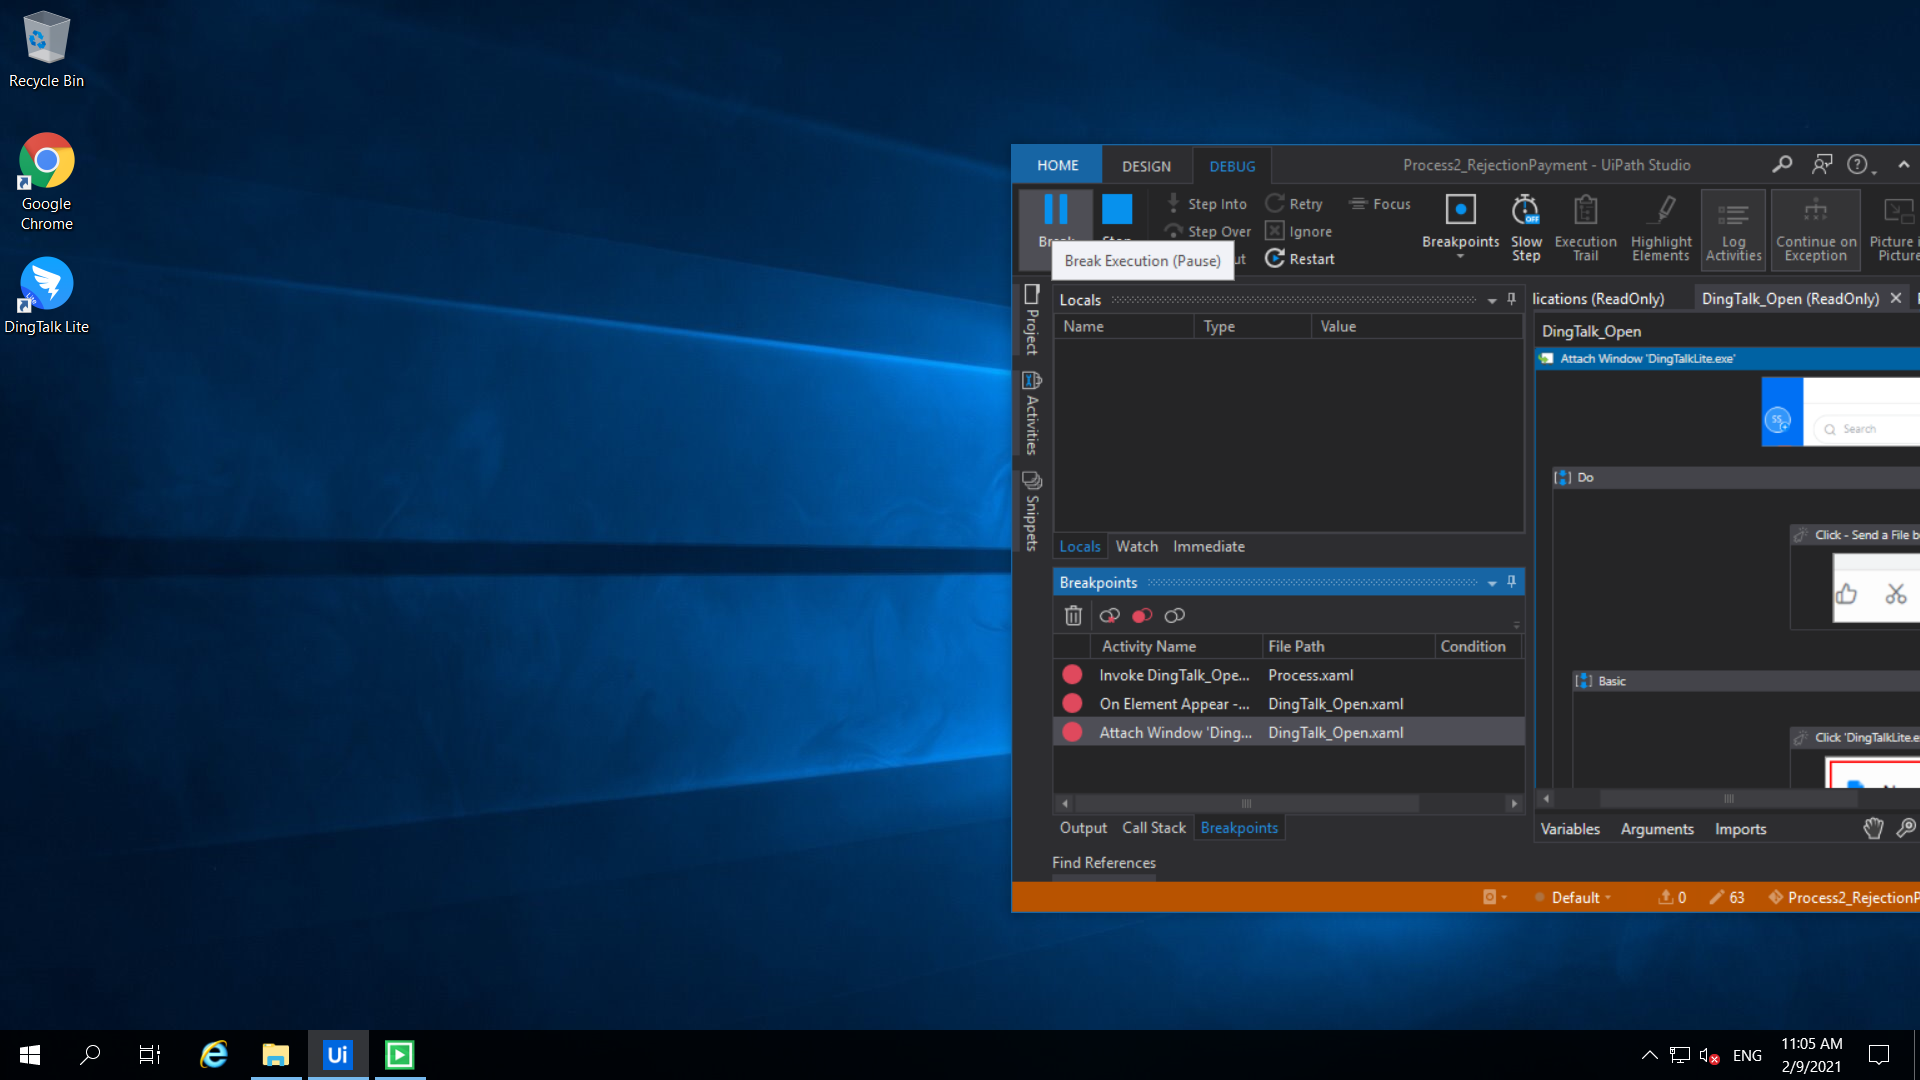 Recycle Bin
Google
Chrome
DingTalk Lite
HOME
DESIGN
DEBUG
Process2_RejectionPayment - UiPath Studio
Step Into
Retry
Focus
Step Over
Ignore
Restart
Break Execution (Pause)
Breakpoints
Slow
Step
OFF
Execution
Trail
Highlight
Elements
Log
Activities
Continue on
Exception
Picture i
Picture
Project
Activities
Snippets
Locals
Name
Type
Value
Locals
Watch
Immediate
Breakpoints
Activity Name
File Path
Condition
Invoke DingTalk_Ope...
Process.xaml
On Element Appear -...
DingTalk_Open.xaml
Attach Window 'Ding...
DingTalk_Open.xaml
Output
Call Stack
Breakpoints
Find References
lications (ReadOnly)
DingTalk_Open (ReadOnly)
DingTalk_Open
Attach Window 'DingTalkLite.exe'
SS
Search
Do
Click - Send a File b
Basic
Click 'DingTalkLite.e
Variables
Arguments
Imports
Default
0
63
Process2_RejectionP
Ui
ENG
11:05 AM
2/9/2021